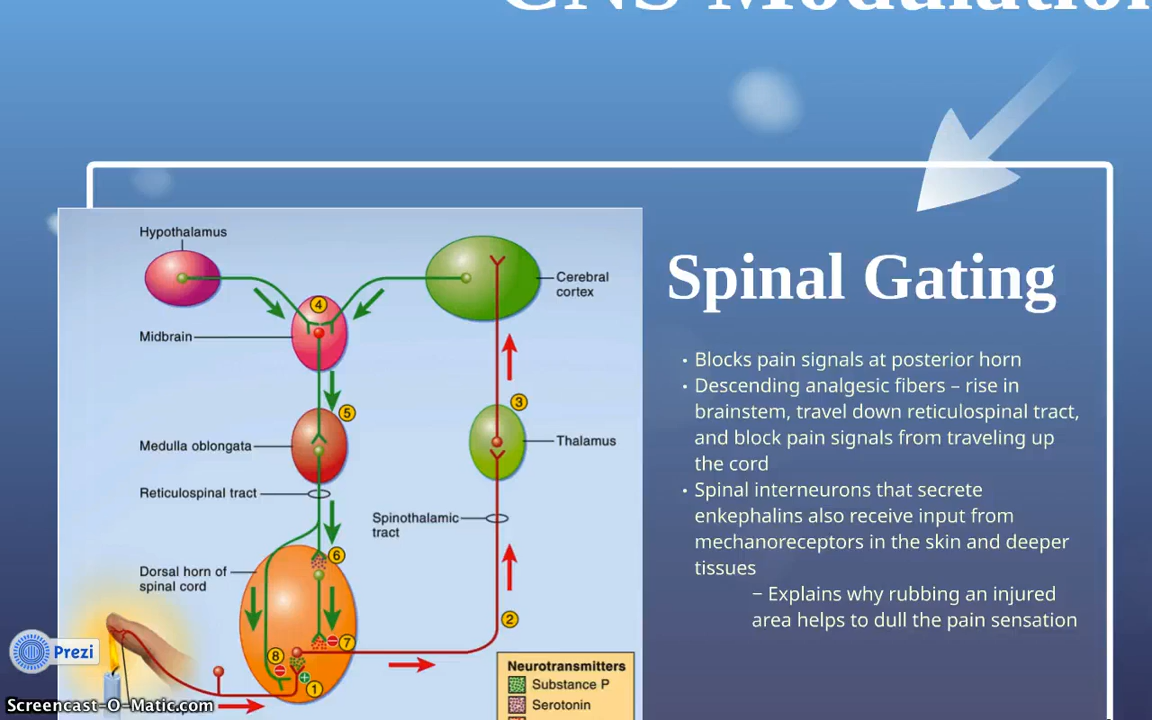 CNS Modulation
Spinal Gating
• Blocks pain signals at posterior horn
• Descending analgesic fibers – rise in
brainstem, travel down reticulospinal tract,
and block pain signals from traveling up
the cord
• Spinal interneurons that secrete
enkephalins also receive input from
mechanoreceptors in the skin and deeper
tissues
– Explains why rubbing an injured
area helps to dull the pain sensation
Hypothalamus
Cerebral
cortex
4
Midbrain
5
3
Medulla oblongata
Thalamus
Reticulospinal tract
Spinothalamic
tract
6
Dorsal horn of
spinal cord
2
7
8
1
Neurotransmitters
Substance P
Serotonin
Prezi
Screencast-O-Matic.com